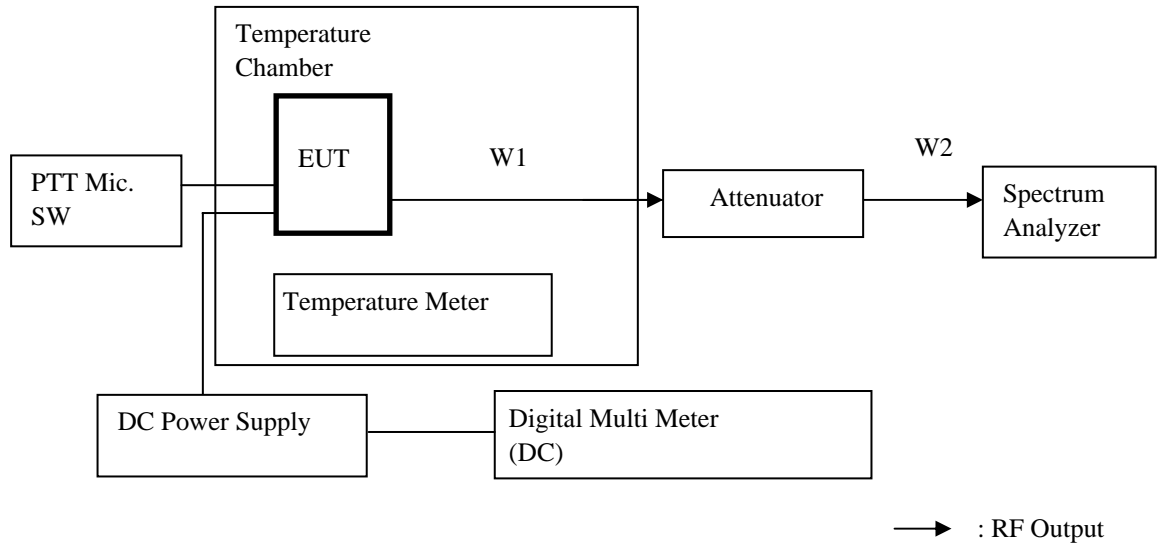 Temperature
Chamber
EUT
W1
W2
PTT Mic.
SW
Attenuator
Spectrum
Analyzer
Temperature Meter
DC Power Supply
Digital Multi Meter
(DC)
: RF Output